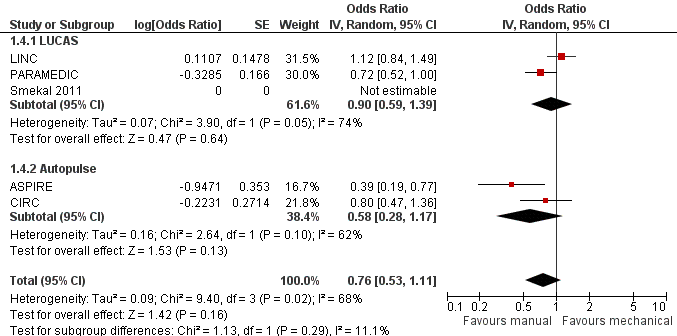 Odds Ratio Odds Ratio
Study or Subgroup log[Odds Ratio] SE Weight IV, Random, 95% CI IV, Random, 95% CI
1.4.1 LUCAS
LINC 0.1107 0.1478 31.5% 1.12 [0.84, 1.49]
PARAMEDIC -0.3285 0.166 30.0% 0.72 [0.52, 1.00]
Smekal 2011 0 0 Not estimable
Subtotal (95% CI) 61.6% 0.90 [0.59, 1.39]
Heterogeneity: Tau² = 0.07; Chi² = 3.90, df = 1 (P = 0.05); I² = 74%
Test for overall effect: Z = 0.47 (P = 0.64)
1.4.2 Autopulse
ASPIRE -0.9471 0.353 16.7% 0.39 [0.19, 0.77]
CIRC -0.2231 0.2714 21.8% 0.80 [0.47, 1.36]
Subtotal (95% CI) 38.4% 0.58 [0.28, 1.17]
Heterogeneity: Tau² = 0.16; Chi² = 2.64, df = 1 (P = 0.10); I² = 62%
Test for overall effect: Z = 1.53 (P = 0.13)
Total (95% CI) 100.0% 0.76 [0.53, 1.11]
Heterogeneity: Tau² = 0.09; Chi² = 9.40, df = 3 (P = 0.02); I² = 68%
Test for overall effect: Z = 1.42 (P = 0.16)
Test for subgroup differences: Chi² = 1.13, df = 1 (P = 0.29), I² = 11.1%
0.1 0.2 0.5 1 2 5 10
Favours manual Favours mechanical